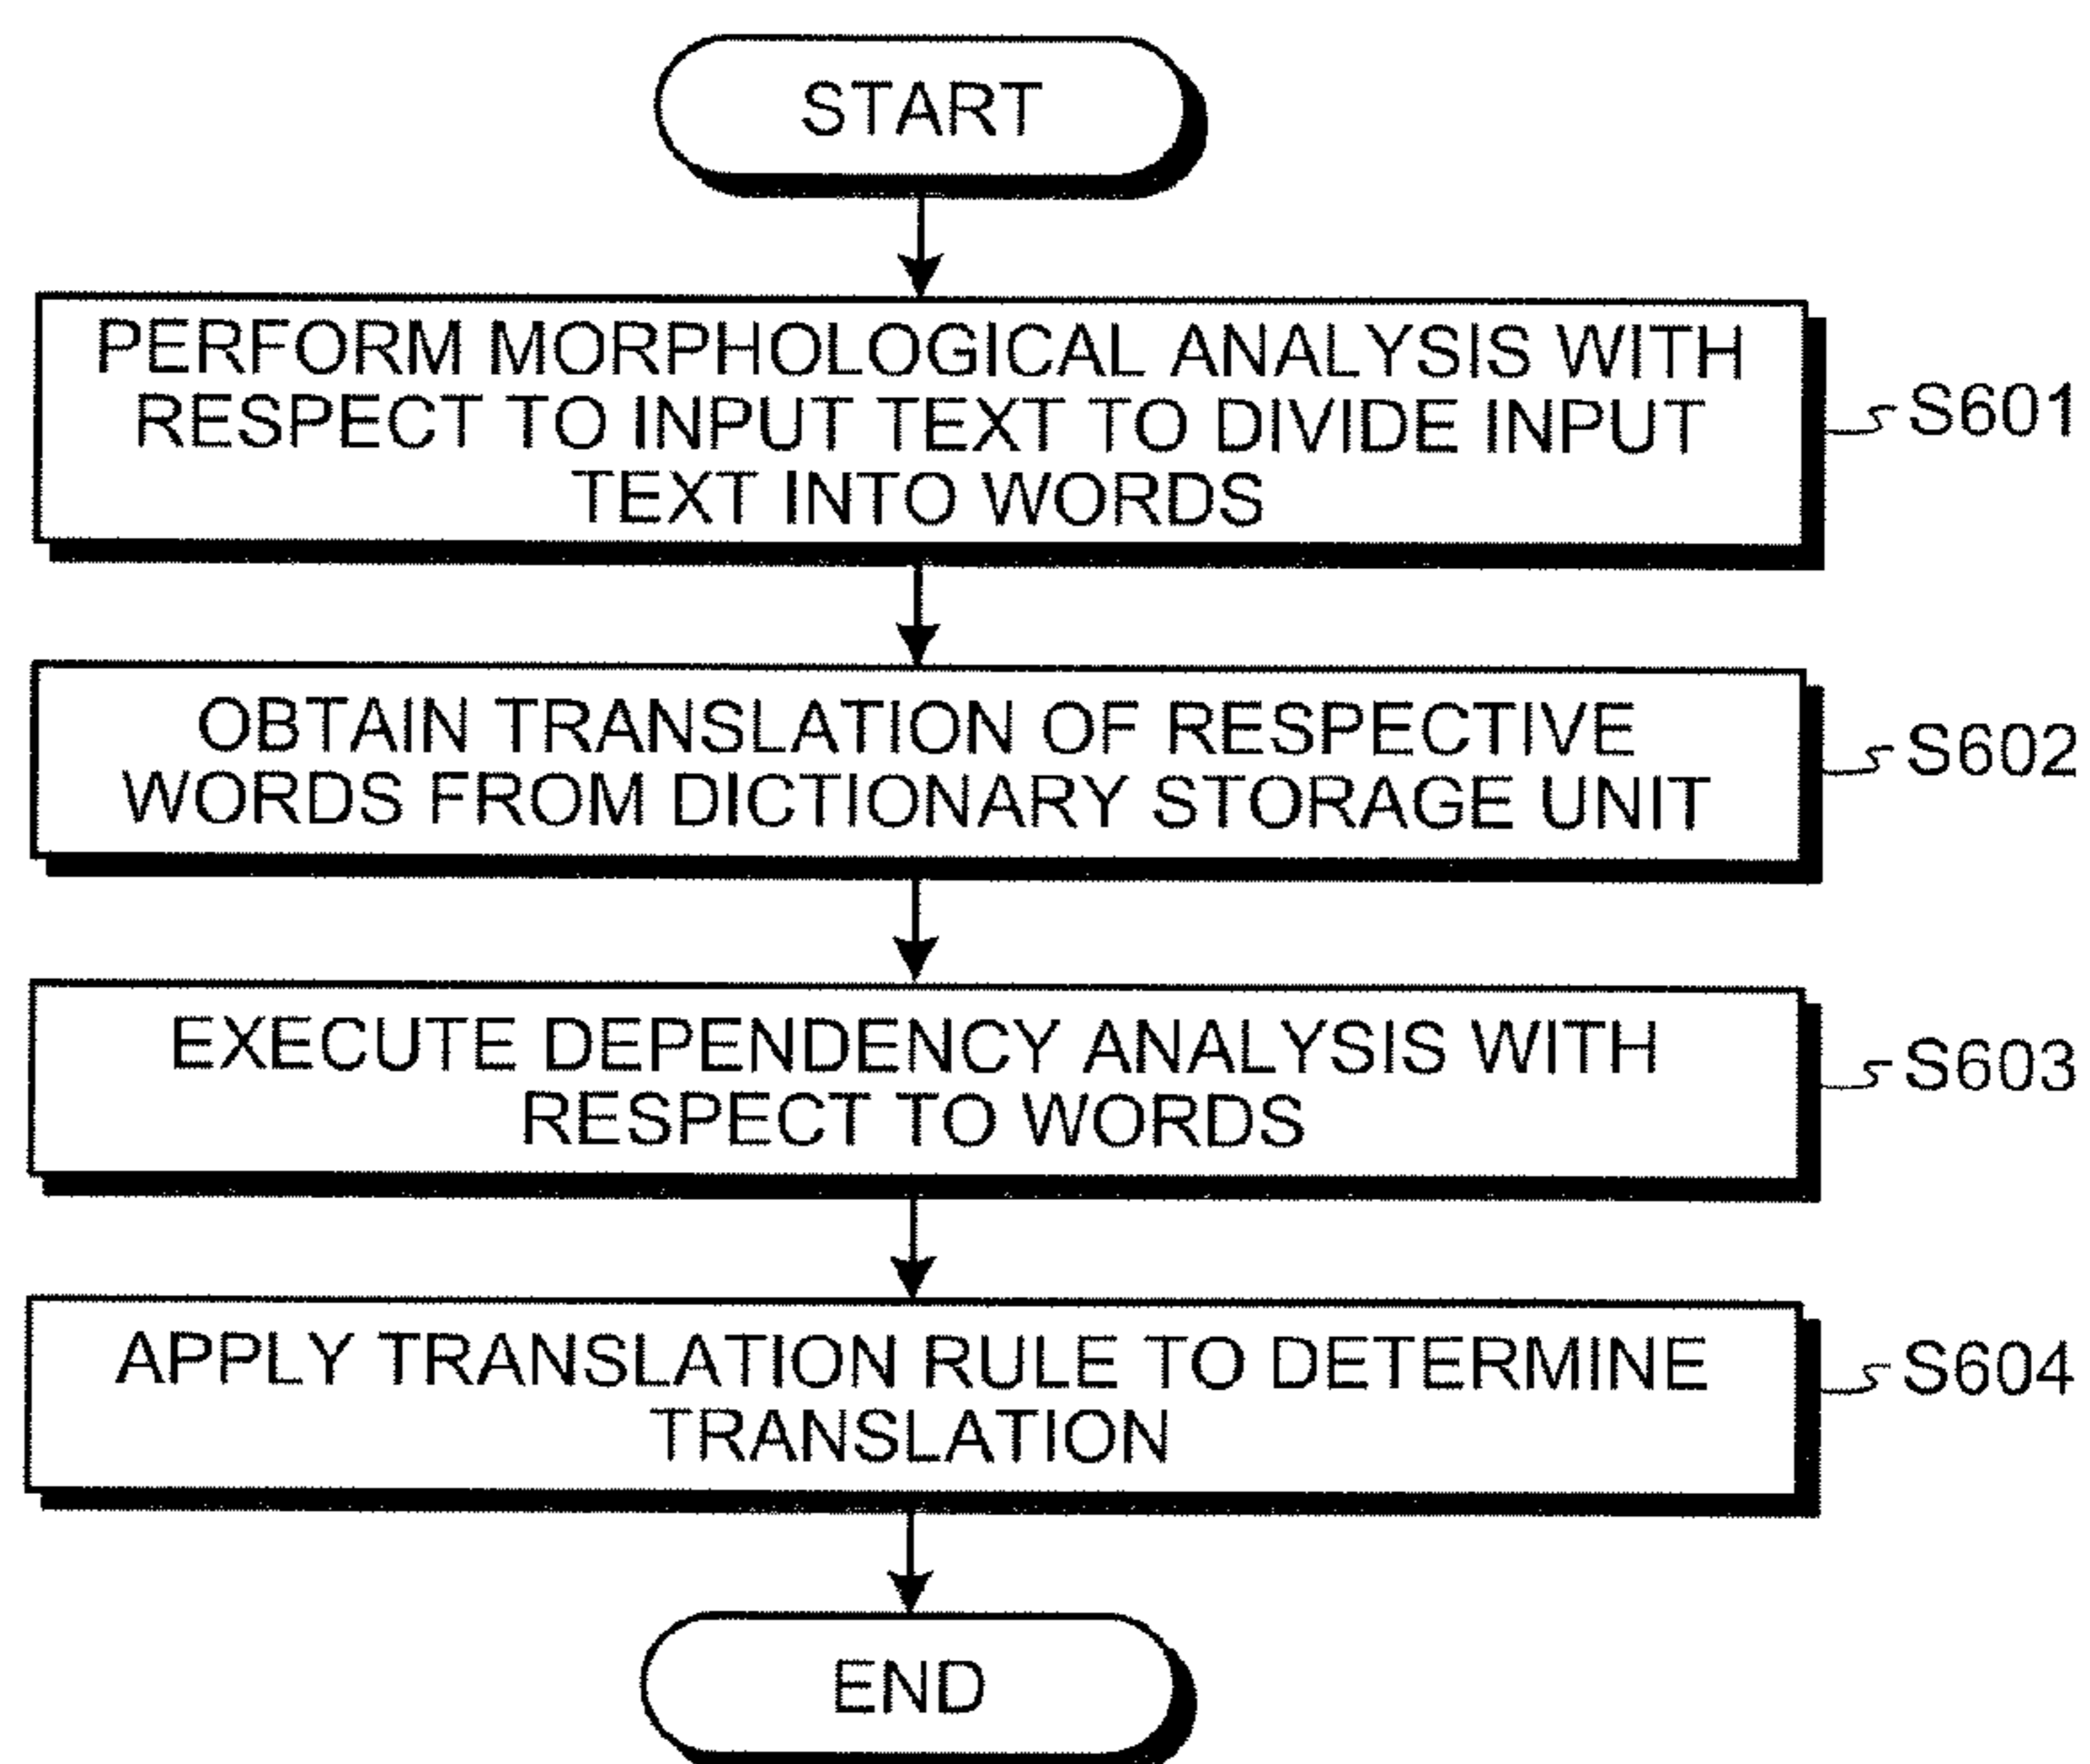 START
PERFORM MORPHOLOGICAL ANALYSIS WITH
RESPECT TO INPUT TEXT TO DIVIDE INPUT
TEXT INTO WORDS
S601
OBTAIN TRANSLATION OF RESPECTIVE
WORDS FROM DICTIONARY STORAGE UNIT
S602
EXECUTE DEPENDENCY ANALYSIS WITH
RESPECT TO WORDS
S603
APPLY TRANSLATION RULE TO DETERMINE
TRANSLATION
S604
END